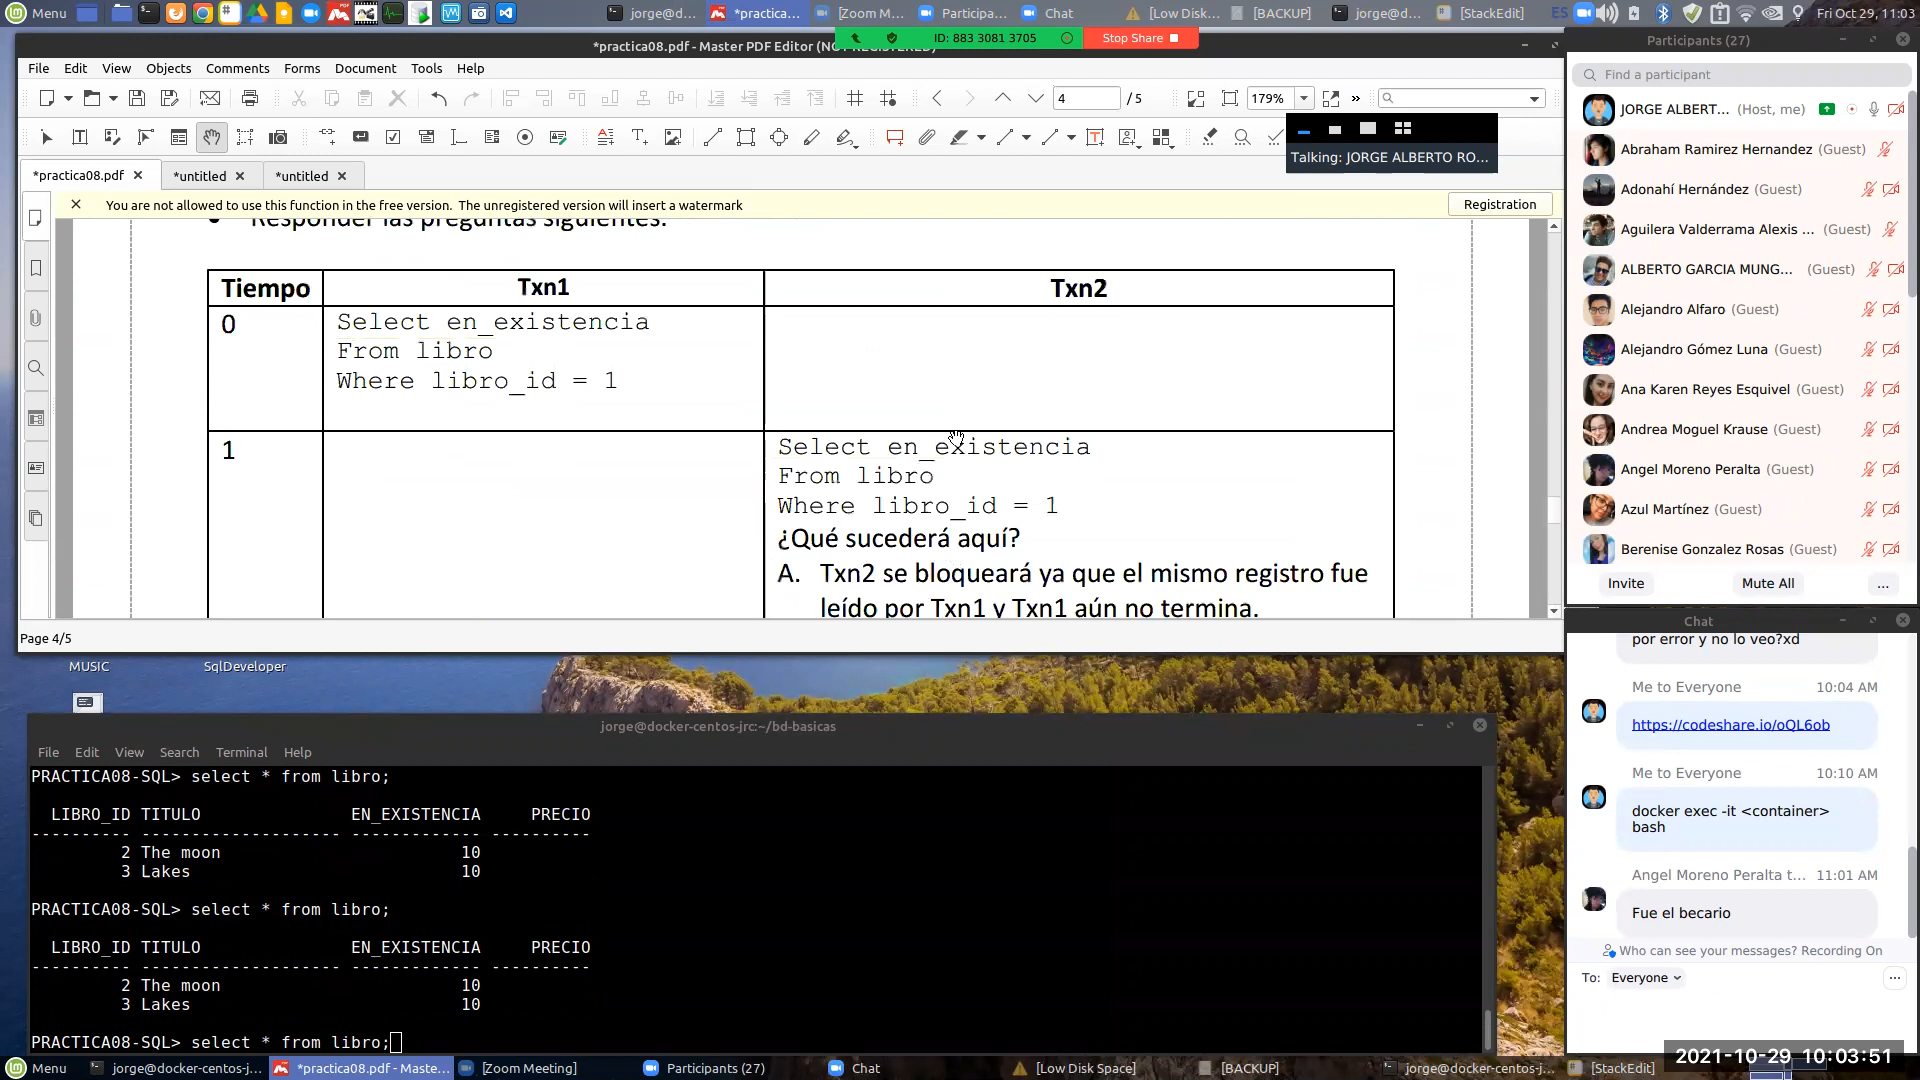 Menu
jorge@d...
*practica...
[Zoom M...
Participa...
Chat
[Low Disk...
[BACKUP]
jorge@d...
[StackEdit]
ES
Fri Oct 29, 11:03
*practica08.pdf - Master PDF Editor (NOT REGISTERED)
ID: 883 3081 3705
Stop Share
File Edit View Objects Comments Forms Document Tools Help
4 / 5
179%
Talking: JORGE ALBERTO RO...
*practica08.pdf
*untitled
*untitled
You are not allowed to use this function in the free version. The unregistered version will insert a watermark
Registration
Responder las preguntas siguientes.
Tiempo Txn1 Txn2
0
Select en_existencia
From libro
Where libro_id = 1
1
Select en_existencia
From libro
Where libro_id = 1
¿Qué sucederá aquí?
A. Txn2 se bloqueará ya que el mismo registro fue
leído por Txn1 y Txn1 aún no termina.
Page 4/5
MUSIC
SqlDeveloper
jorge@docker-centos-jrc:~/bd-basicas
File Edit View Search Terminal Help
PRACTICA08-SQL> select * from libro;
LIBRO_ID TITULO EN_EXISTENCIA PRECIO
---------- -------------------- ------------- ----------
2 The moon 10
3 Lakes 10
PRACTICA08-SQL> select * from libro;
LIBRO_ID TITULO EN_EXISTENCIA PRECIO
---------- -------------------- ------------- ----------
2 The moon 10
3 Lakes 10
PRACTICA08-SQL> select * from libro;
Participants (27)
Find a participant
JORGE ALBERT... (Host, me)
Abraham Ramirez Hernandez (Guest)
Adonahí Hernández (Guest)
Aguilera Valderrama Alexis ... (Guest)
ALBERTO GARCIA MUNG... (Guest)
Alejandro Alfaro (Guest)
Alejandro Gómez Luna (Guest)
Ana Karen Reyes Esquivel (Guest)
Andrea Moguel Krause (Guest)
Angel Moreno Peralta (Guest)
Azul Martínez (Guest)
Berenise Gonzalez Rosas (Guest)
Invite
Mute All
...
Chat
por error y no lo veo?xd
Me to Everyone 10:04 AM
https://codeshare.io/oQL6ob
Me to Everyone 10:10 AM
docker exec -it <container>
bash
Angel Moreno Peralta t... 11:01 AM
Fue el becario
Who can see your messages? Recording On
To: Everyone
Menu
jorge@docker-centos-j...
*practica08.pdf - Maste...
[Zoom Meeting]
Participants (27)
Chat
[Low Disk Space]
[BACKUP]
jorge@docker-centos-j...
[StackEdit]
2021-10-29 10:03:51